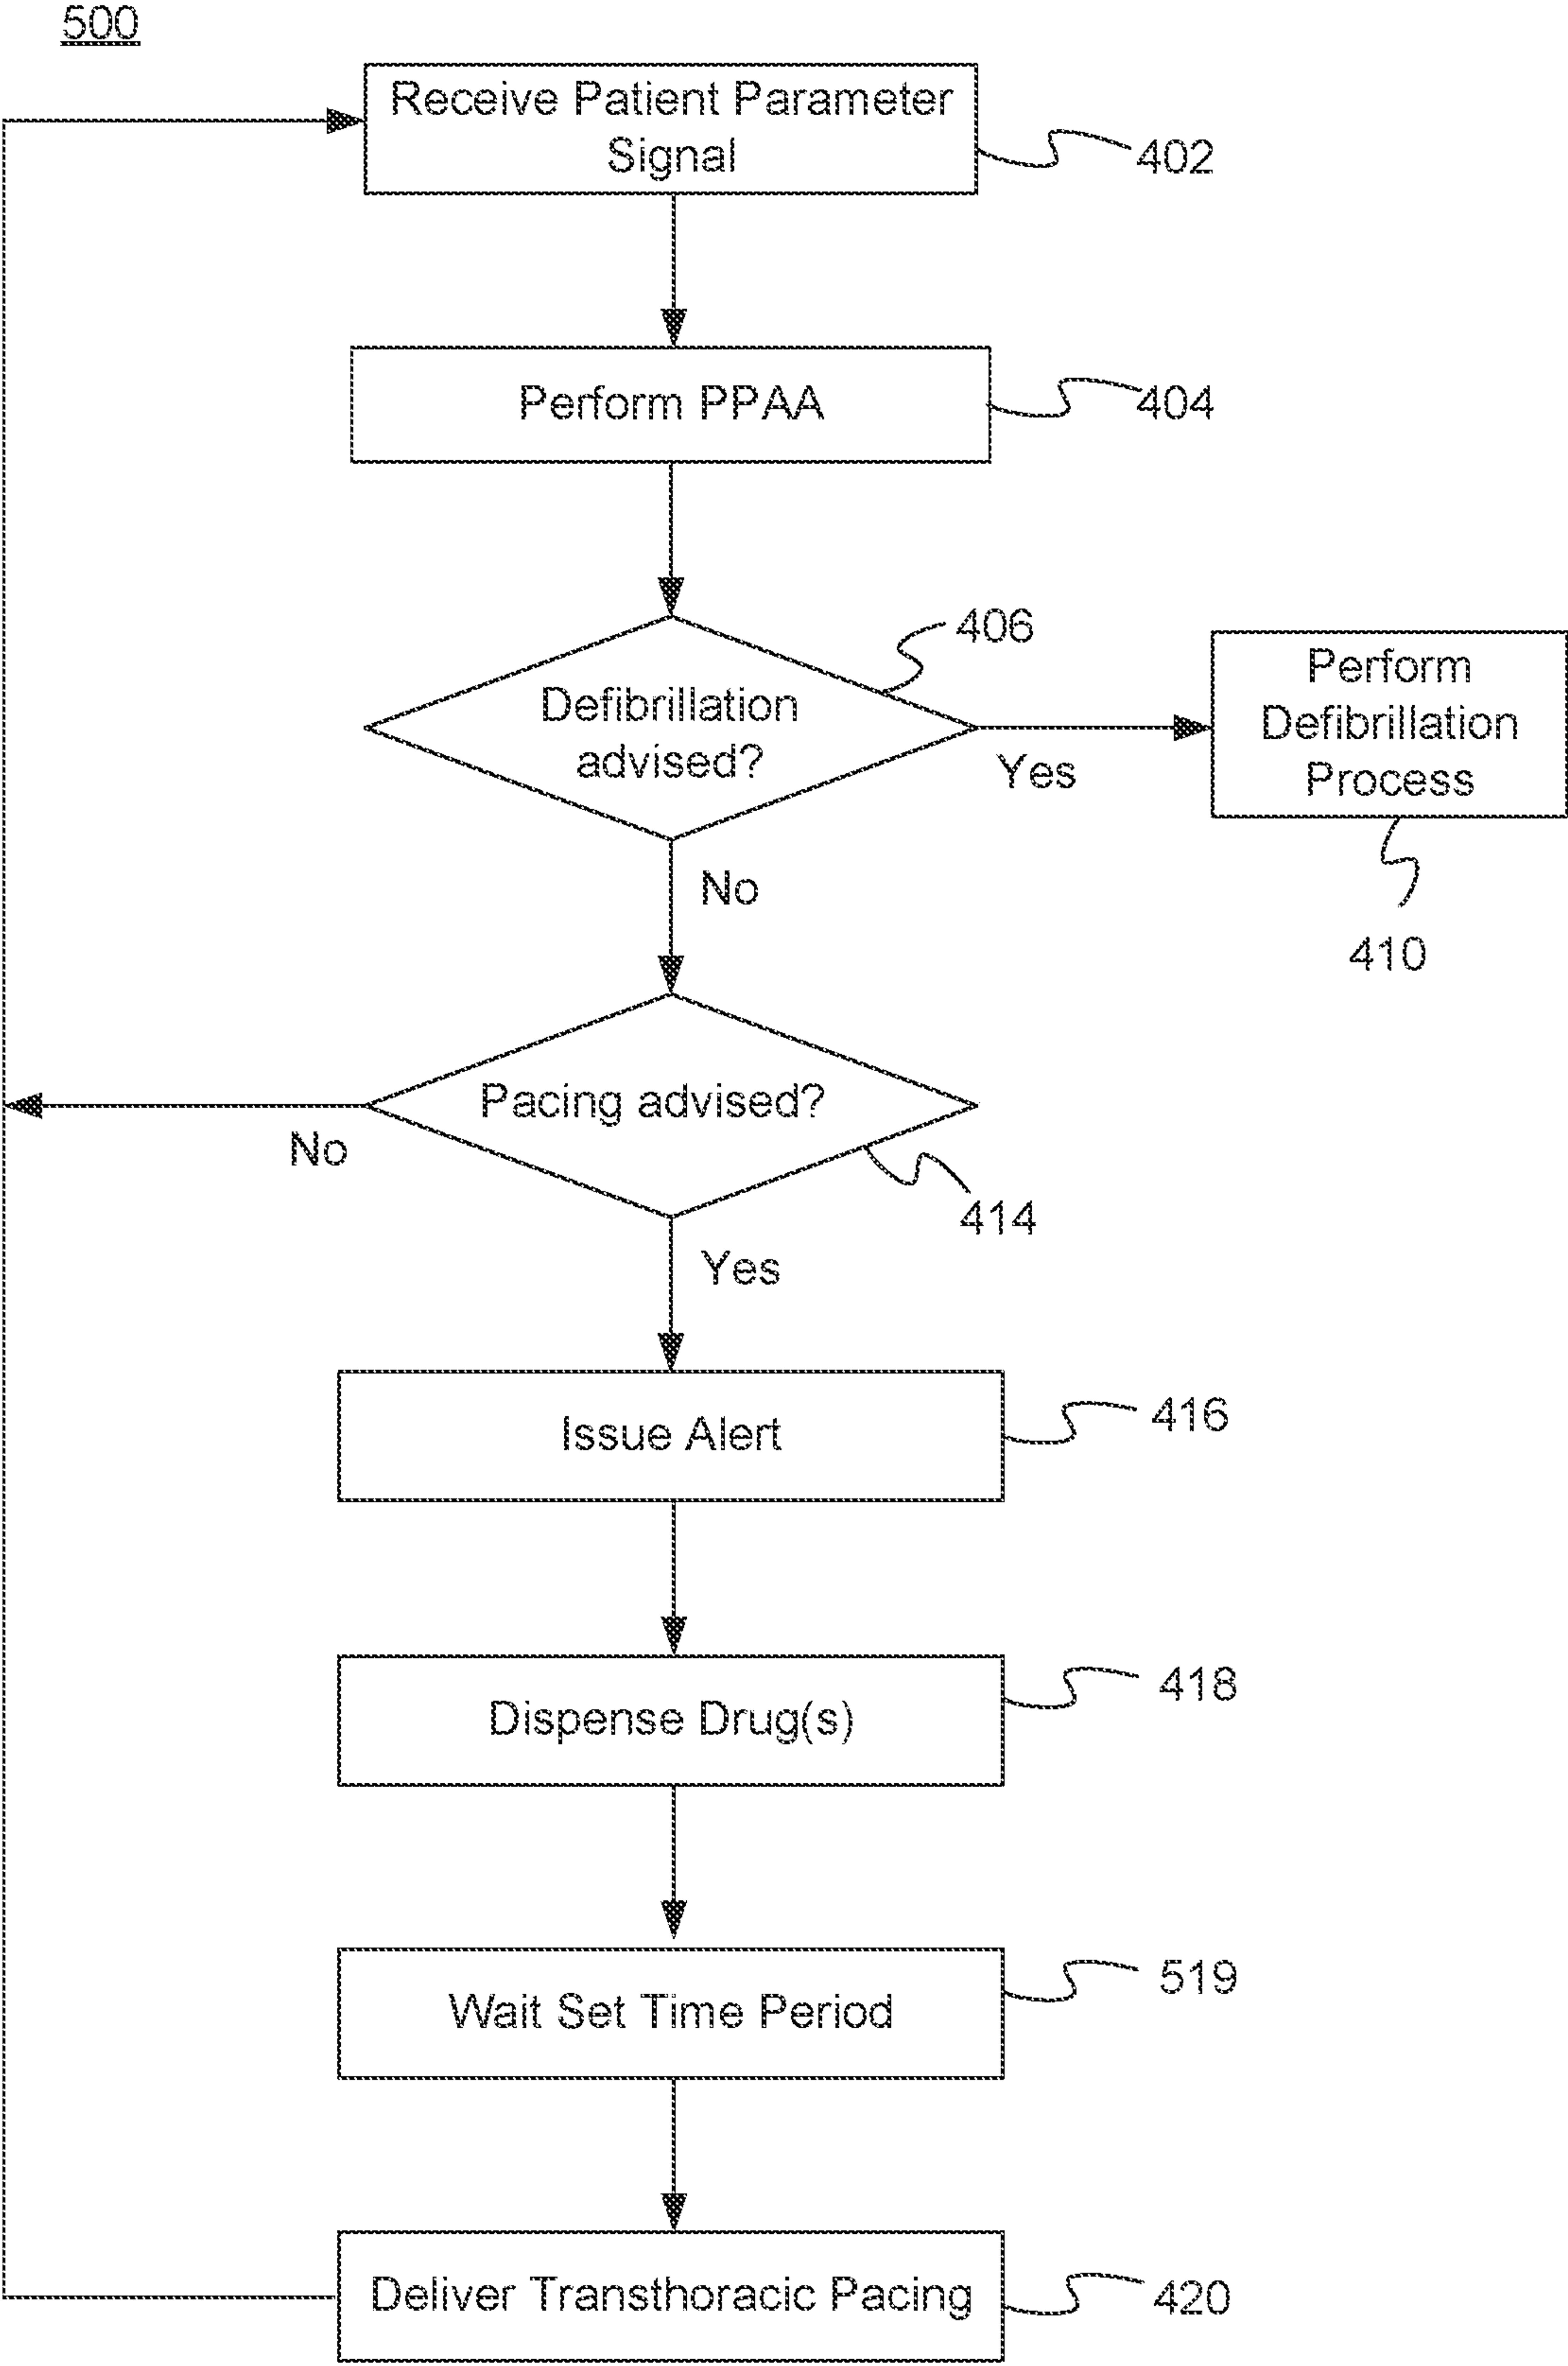 500
Receive Patient Parameter
Signal
402
Perform PPAA
404
406
Defibrillation
advised?
Yes
Perform
Defibrillation
Process
410
No
Pacing advised?
No
414
Yes
Issue Alert
416
Dispense Drug(s)
418
Wait Set Time Period
519
Deliver Transthoracic Pacing
420